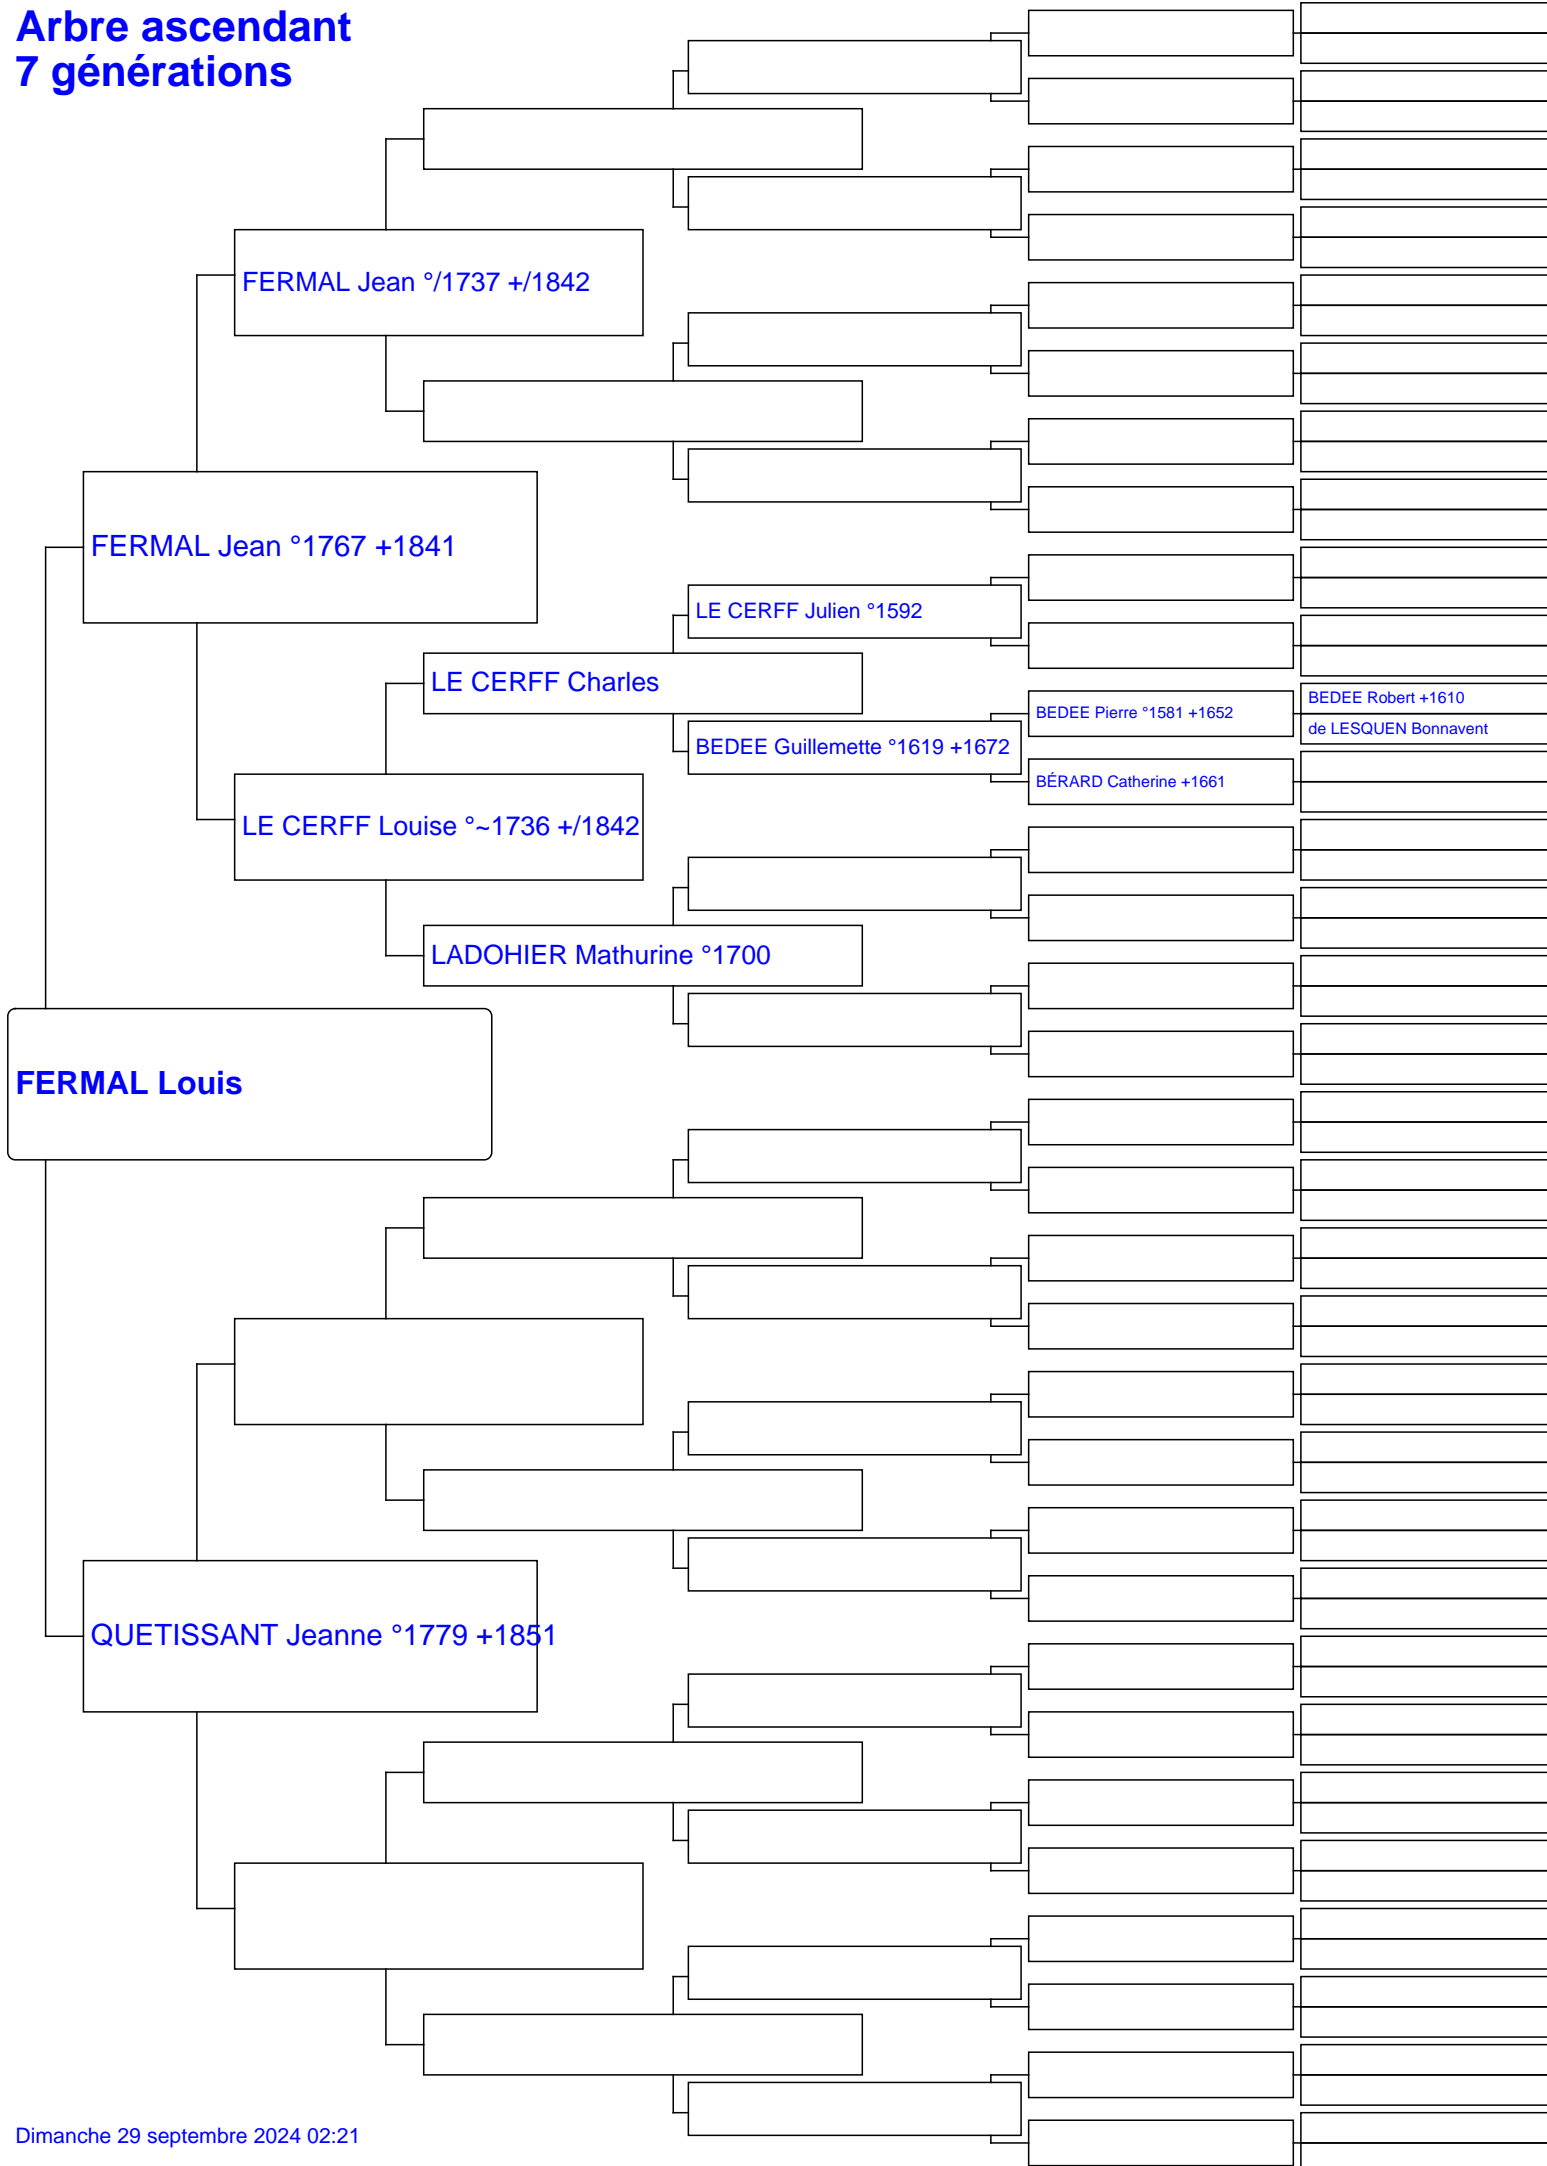 Arbre ascendant
7 générations
FERMAL Jean °/1737 +/1842
FERMAL Jean °1767 +1841
LE CERFF Julien °1592
LE CERFF Charles
BEDEE Robert +1610
BEDEE Pierre °1581 +1652
de LESQUEN Bonnavent
BEDEE Guillemette °1619 +1672
BÉRARD Catherine +1661
LE CERFF Louise °~1736 +/1842
LADOHIER Mathurine °1700
FERMAL Louis
QUETISSANT Jeanne °1779 +1851
Dimanche 29 septembre 2024 02:21